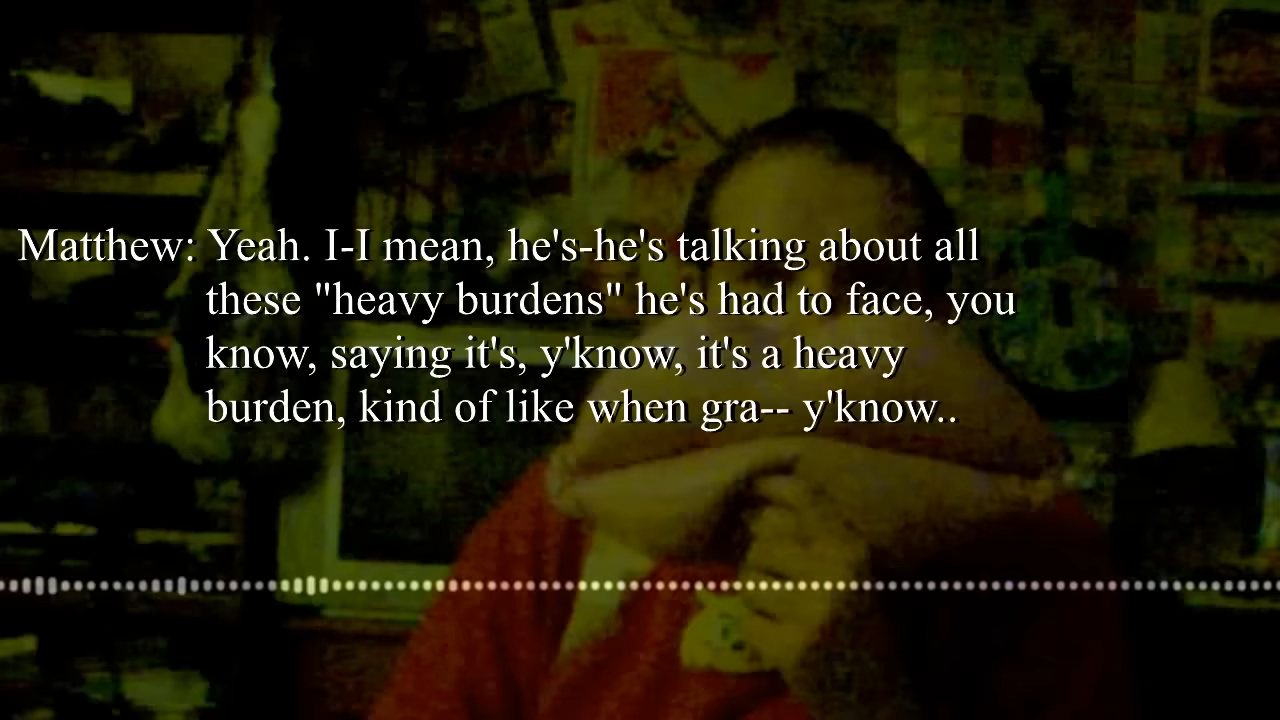 Matthew: Yeah. I-I mean, he's-he's talking about all
these "heavy burdens" he's had to face, you
know, saying it's, y'know, it's a heavy
burden, kind of like when gra-- y'know..